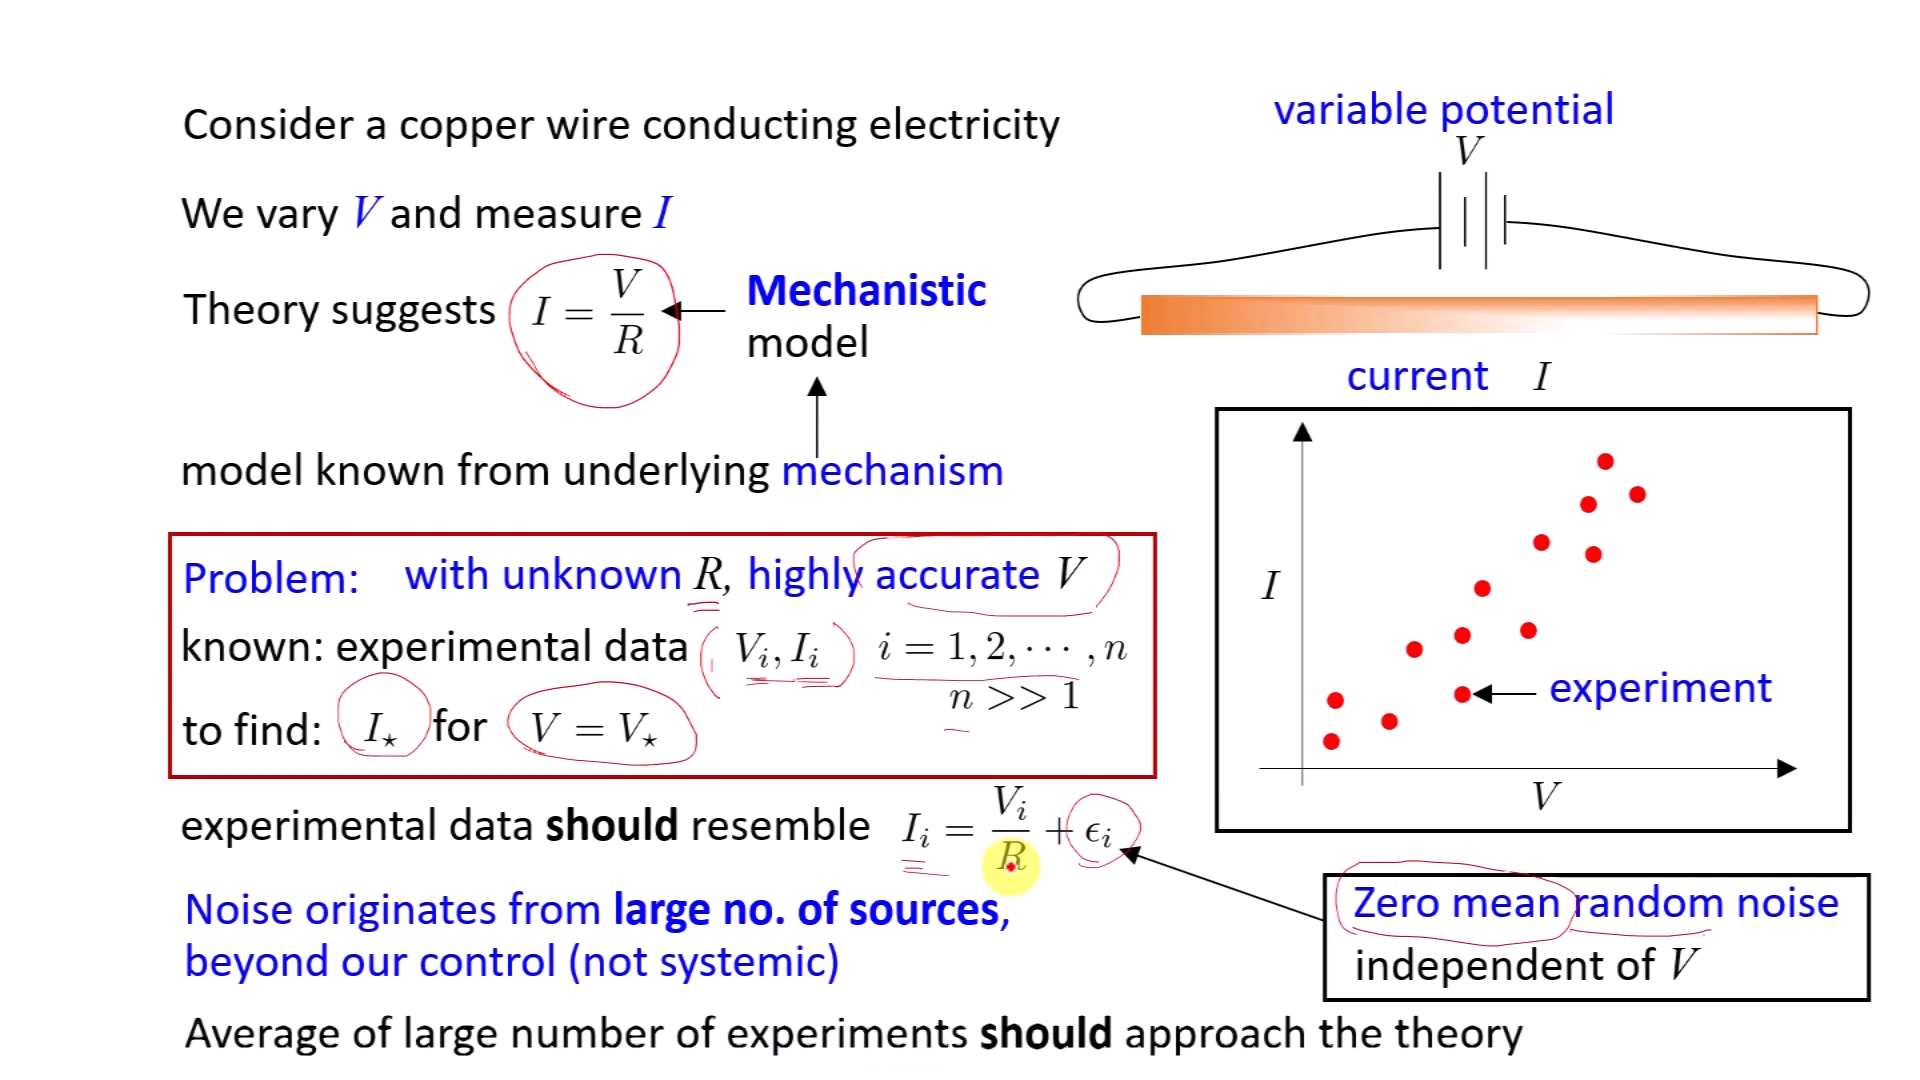 Consider a copper wire conducting electricity
We vary V and measure I
Theory suggests I = V/R
Mechanistic
model
model known from underlying mechanism
Problem: with unknown R, highly accurate V
known: experimental data V_i, I_i i = 1, 2, ⋯ , n
n >> 1
to find: I_⋆ for V = V_⋆
experimental data should resemble I_i = V_i/R + ϵ_i
Noise originates from large no. of sources,
beyond our control (not systemic)
Average of large number of experiments should approach the theory
variable potential
V
current I
I
experiment
V
Zero mean random noise
independent of V